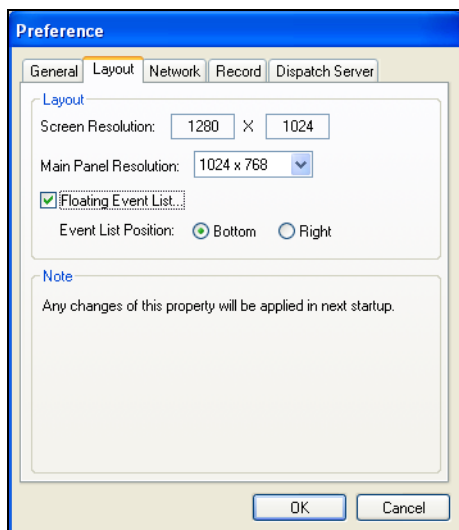 Preference
General Layout Network Record Dispatch Server
Layout
Screen Resolution: 1280 X 1024
Main Panel Resolution: 1024 x 768
Floating Event List...
Event List Position: Bottom Right
Note
Any changes of this property will be applied in next startup.
OK Cancel